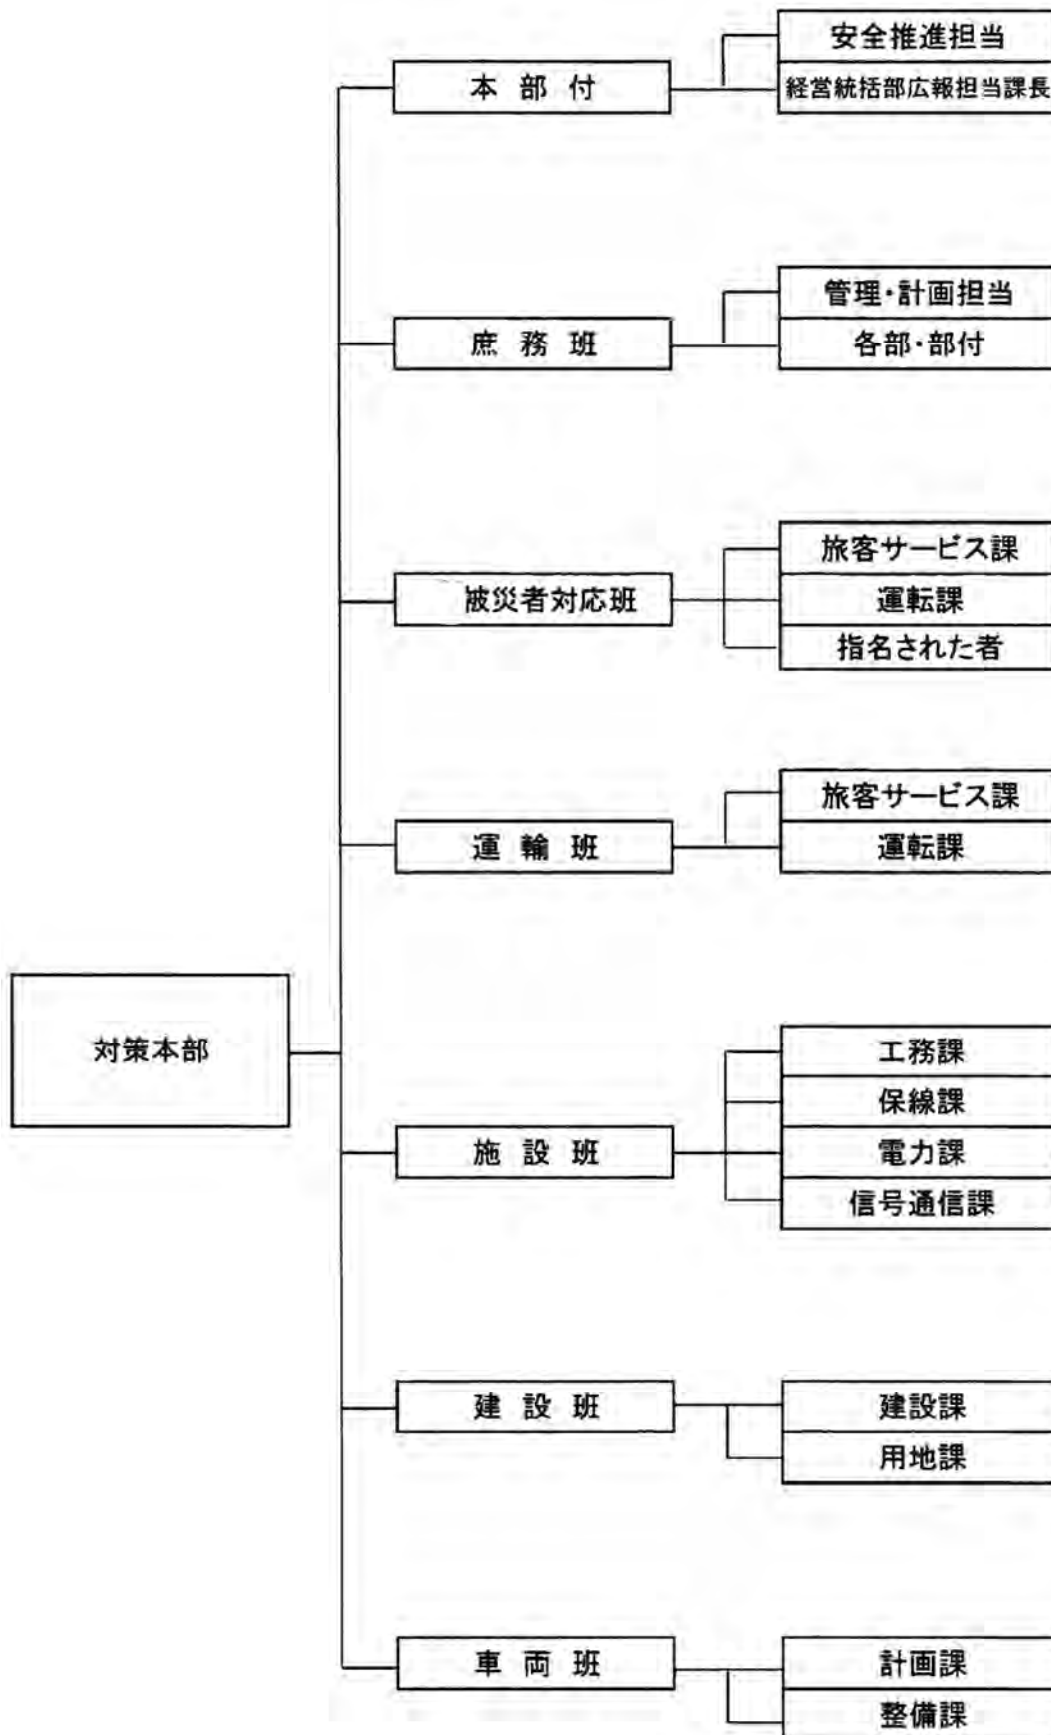 対策本部
本部付
安全推進担当
経営統括部広報担当課長
庶務班
管理・計画担当
各部・部付
被災者対応班
旅客サービス課
運転課
指名された者
運輸班
旅客サービス課
運転課
施設班
工務課
保線課
電力課
信号通信課
建設班
建設課
用地課
車両班
計画課
整備課